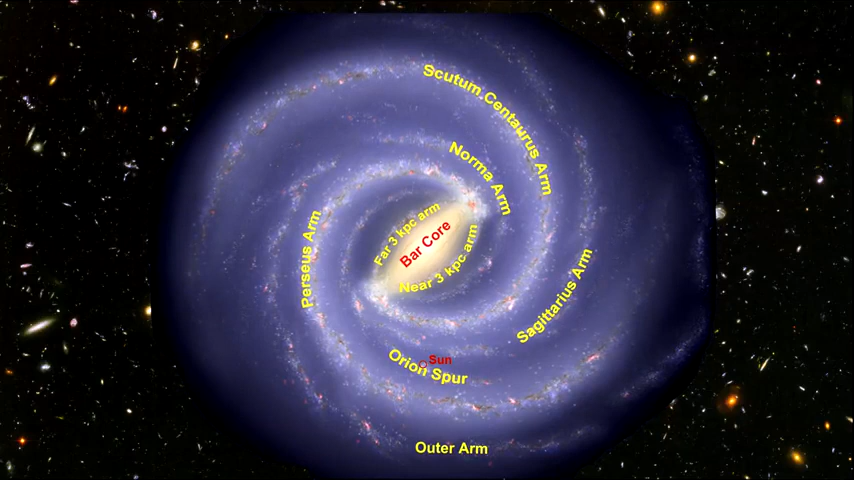 Scutum Centaurus Arm
Norma Arm
Far 3 kpc arm
Bar Core
Near 3 kpc arm
Perseus Arm
Sagittarius Arm
Sun
Orion Spur
Outer Arm